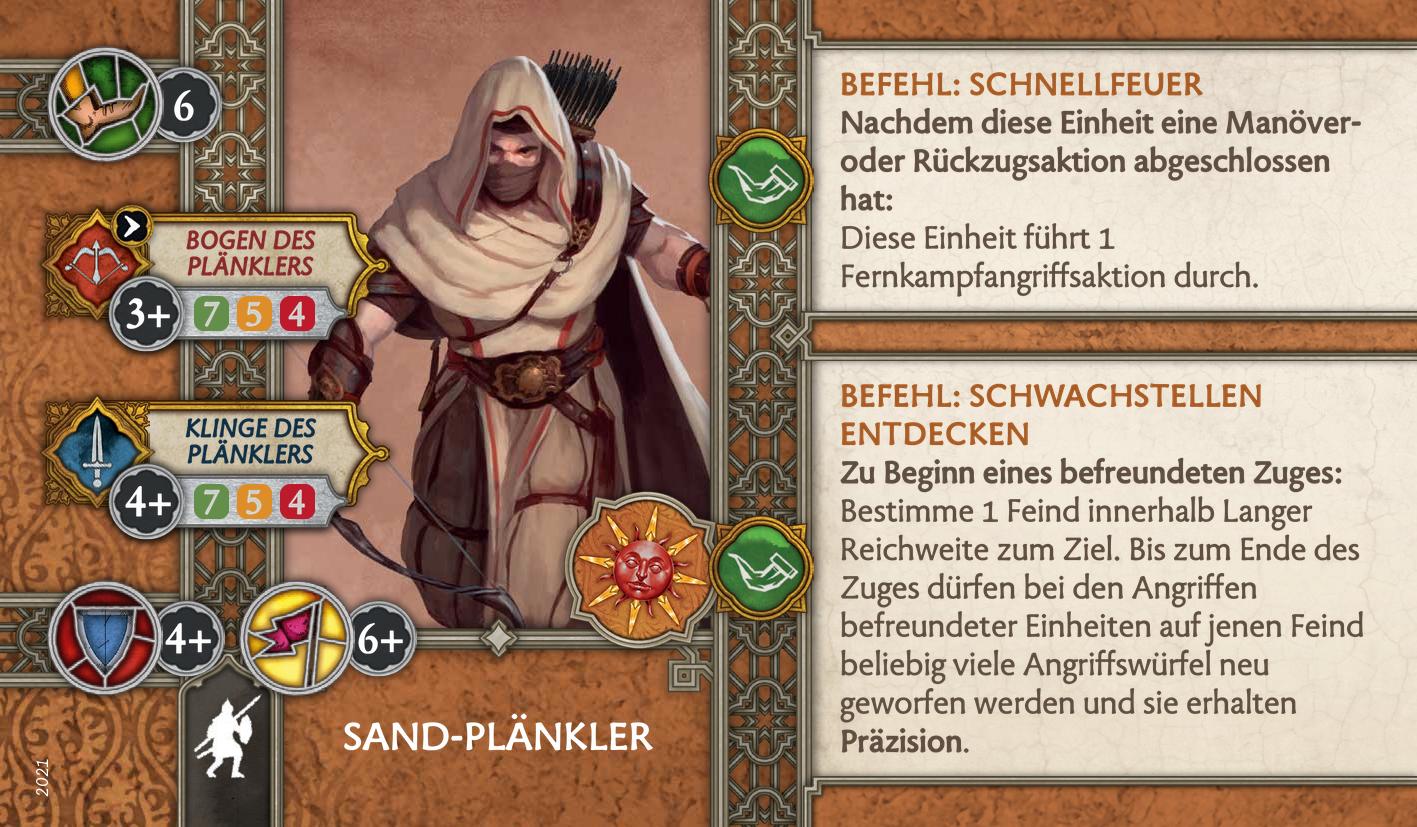 6
BOGEN DES
PLÄNKLERS
3+ 7 5 4
KLINGE DES
PLÄNKLERS
4+ 7 5 4
4+ 6+
SAND-PLÄNKLER
2021
BEFEHL: SCHNELLFEUER
Nachdem diese Einheit eine Manöver-
oder Rückzugsaktion abgeschlossen
hat:
Diese Einheit führt 1
Fernkampfangriffsaktion durch.
BEFEHL: SCHWACHSTELLEN
ENTDECKEN
Zu Beginn eines befreundeten Zuges:
Bestimme 1 Feind innerhalb Langer
Reichweite zum Ziel. Bis zum Ende des
Zuges dürfen bei den Angriffen
befreundeter Einheiten auf jenen Feind
beliebig viele Angriffswürfel neu
geworfen werden und sie erhalten
Präzision.